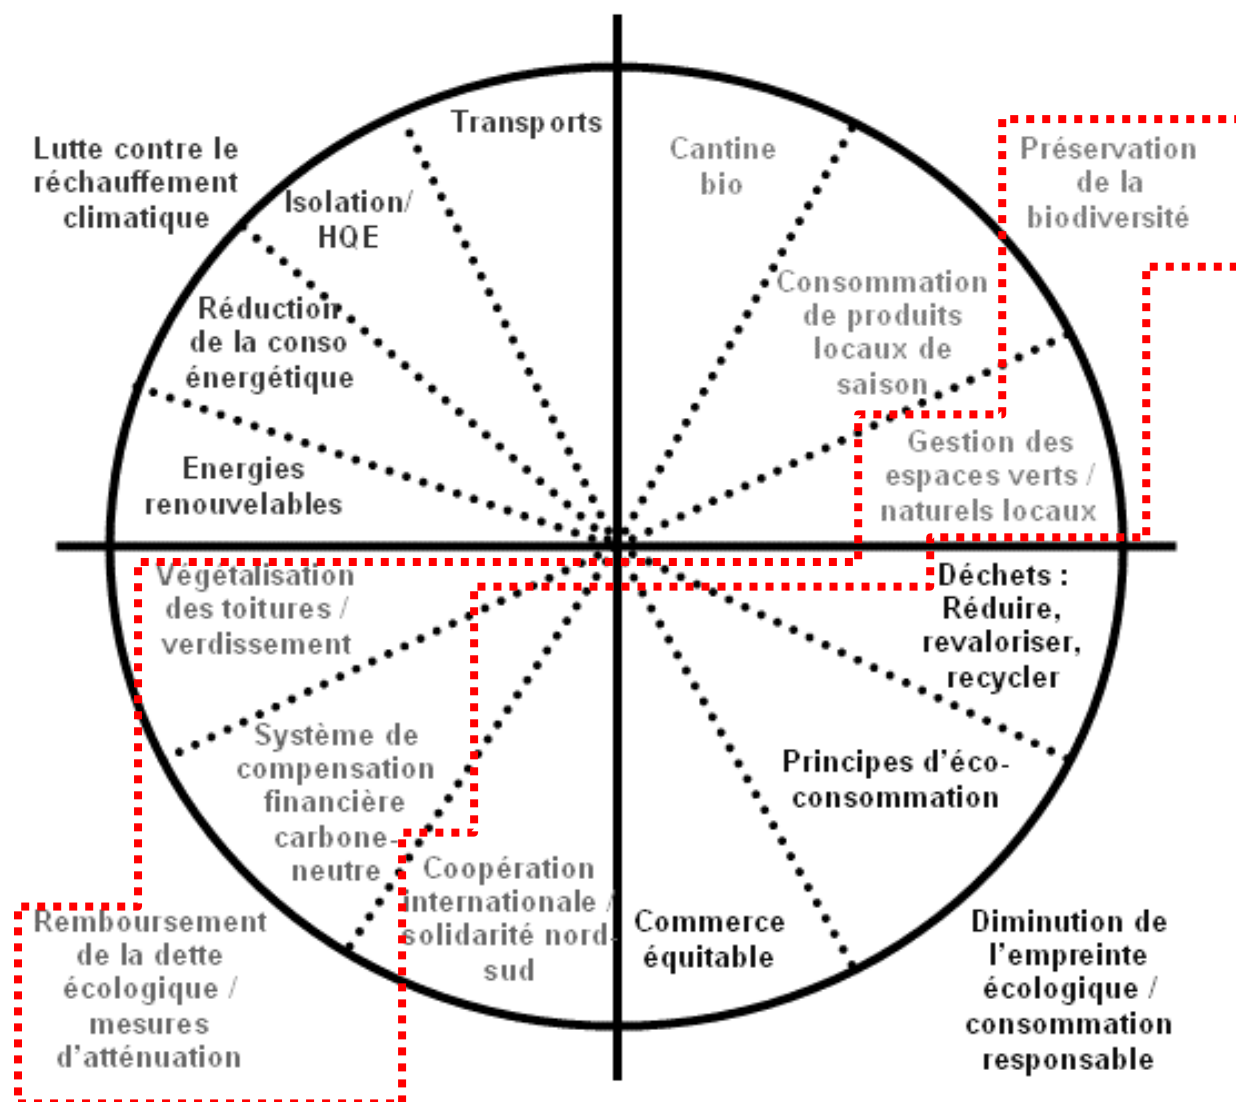 Lutte contre le
réchauffement
climatique
Transports
Isolation/
HQE
Réduction
de la conso
énergétique
Energies
renouvelables
Cantine
bio
Consommation
de produits
locaux de
saison
Gestion des
espaces verts /
naturels locaux
Préservation
de la
biodiversité
Végétalisation
des toitures /
verdissement
Système de
compensation
financière
carbone-
neutre
Coopération
internationale /
solidarité nord-
sud
Remboursement
de la dette
écologique /
mesures
d'atténuation
Déchets :
Réduire,
revaloriser,
recycler
Principes d'éco-
consommation
Commerce
équitable
Diminution de
l'empreinte
écologique /
consommation
responsable